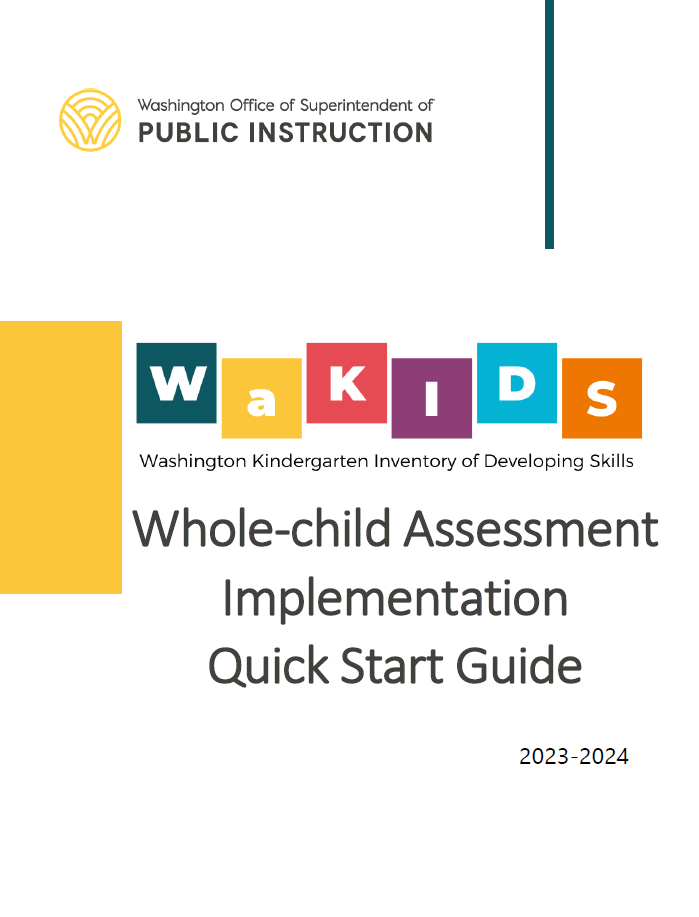 Washington Office of Superintendent of
PUBLIC INSTRUCTION
WaKIDS
Washington Kindergarten Inventory of Developing Skills
Whole-child Assessment
Implementation
Quick Start Guide
2023-2024